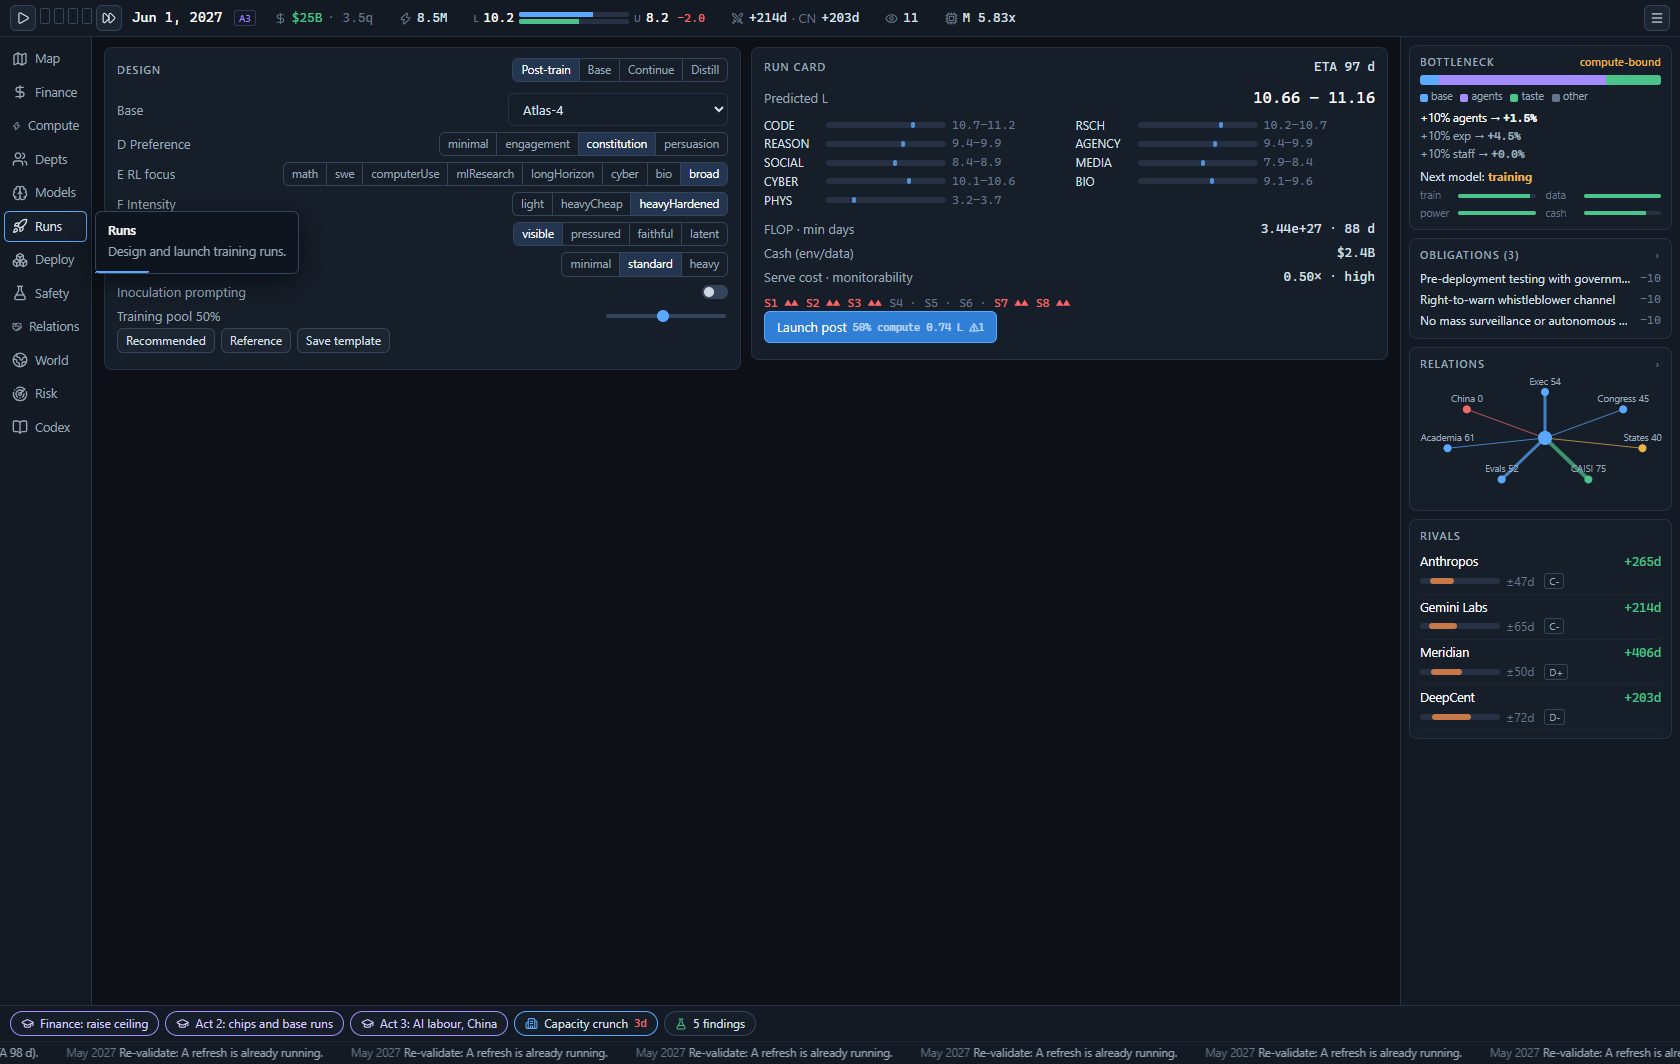 Jun 1, 2027 A3 $ $25B · 3.5q 8.5M L 10.2 U 8.2 −2.0 +214d · CN +203d 11 M 5.83x
Map
Finance
Compute
Depts
Models
Runs
Deploy
Safety
Relations
World
Risk
Codex
DESIGN Post-train Base Continue Distill
Base Atlas-4
D Preference minimal engagement constitution persuasion
E RL focus math swe computerUse mlResearch longHorizon cyber bio broad
F Intensity light heavyCheap heavyHardened
visible pressured faithful latent
minimal standard heavy
Inoculation prompting
Training pool 50%
Recommended Reference Save template
Runs
Design and launch training runs.
RUN CARD ETA 97 d
Predicted L 10.66 – 11.16
CODE 10.7–11.2 RSCH 10.2–10.7
REASON 9.4–9.9 AGENCY 9.4–9.9
SOCIAL 8.4–8.9 MEDIA 7.9–8.4
CYBER 10.1–10.6 BIO 9.1–9.6
PHYS 3.2–3.7
FLOP · min days 3.44e+27 · 88 d
Cash (env/data) $2.4B
Serve cost · monitorability 0.50× · high
S1 ▲▲ S2 ▲▲ S3 ▲▲ S4 · S5 · S6 · S7 ▲▲ S8 ▲▲
Launch post 50% compute 0.74 L ⚠1
BOTTLENECK compute-bound
base agents taste other
+10% agents → +1.5%
+10% exp → +4.5%
+10% staff → +0.0%
Next model: training
train data
power cash
OBLIGATIONS (3) ›
Pre-deployment testing with governm... −10
Right-to-warn whistleblower channel −10
No mass surveillance or autonomous ... −10
RELATIONS ›
Exec 54
China 0 Congress 45
Academia 61 States 40
Evals 52 CAISI 75
RIVALS
Anthropos +265d
±47d C-
Gemini Labs +214d
±65d C-
Meridian +406d
±50d D+
DeepCent +203d
±72d D-
Finance: raise ceiling Act 2: chips and base runs Act 3: AI labour, China Capacity crunch 3d 5 findings
A 98 d). May 2027 Re-validate: A refresh is already running. May 2027 Re-validate: A refresh is already running. May 2027 Re-validate: A refresh is already running. May 2027 Re-validate: A refresh is already running. May 2027 Re-validate: A refresh is already running. May 2027 Re-validate: A refresh is already